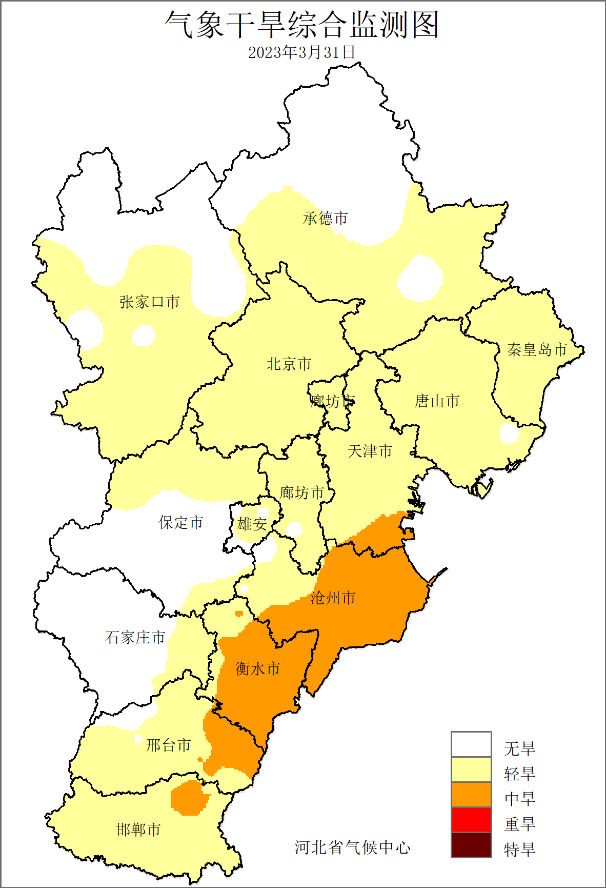 气象干旱综合监测图
2023年3月31日
承德市
张家口市
秦皇岛市
北京市
廊坊市
唐山市
天津市
廊坊市
保定市
雄安
沧州市
石家庄市
衡水市
邢台市
邯郸市
无旱
轻旱
中旱
重旱
特旱
河北省气候中心